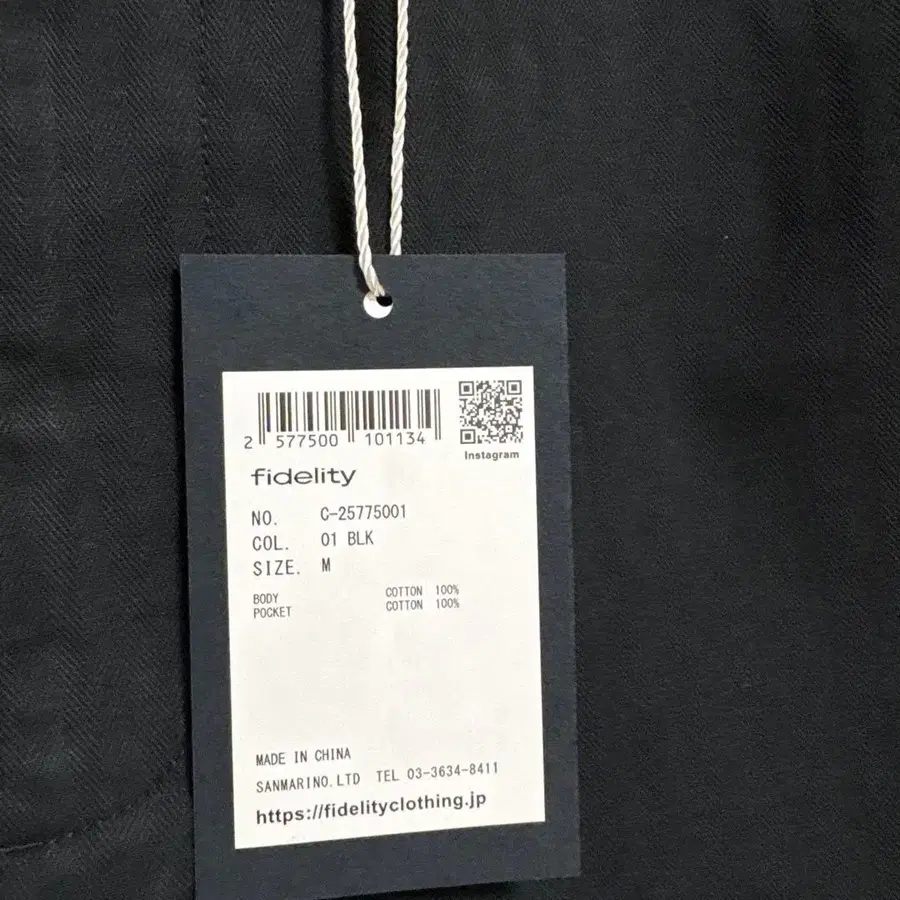 2 577500 101134
Instagram
fidelity
NO. C-25775001
COL. 01 BLK
SIZE. M
BODY COTTON 100%
POCKET COTTON 100%
MADE IN CHINA
SANMARINO.LTD TEL 03-3634-8411
https://fidelityclothing.jp